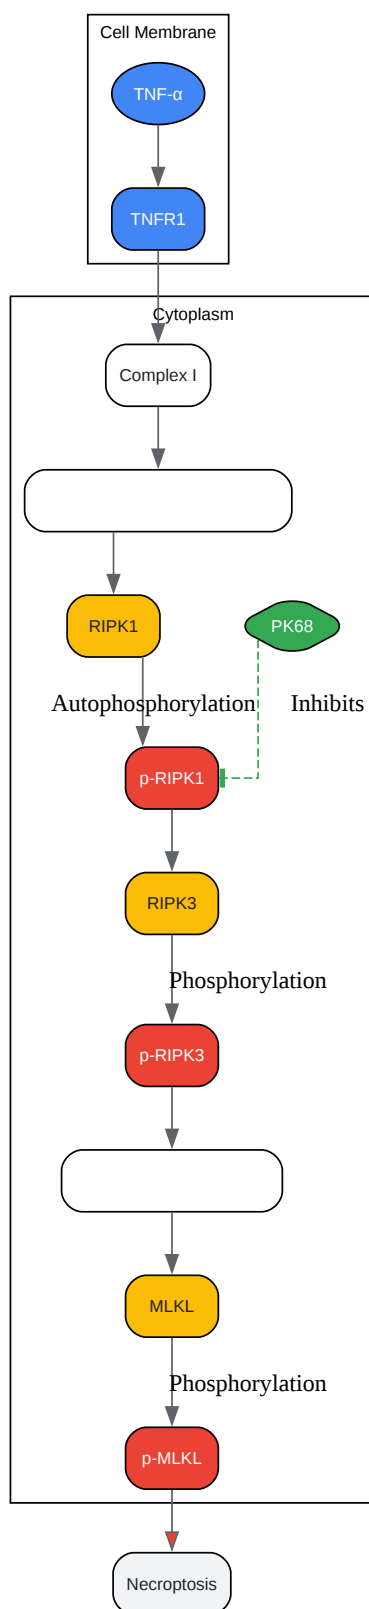 Cell Membrane
TNF-α
TNFR1
Cytoplasm
Complex I
RIPK1
PK68
Autophosphorylation
Inhibits
p-RIPK1
RIPK3
Phosphorylation
p-RIPK3
MLKL
Phosphorylation
p-MLKL
Necroptosis